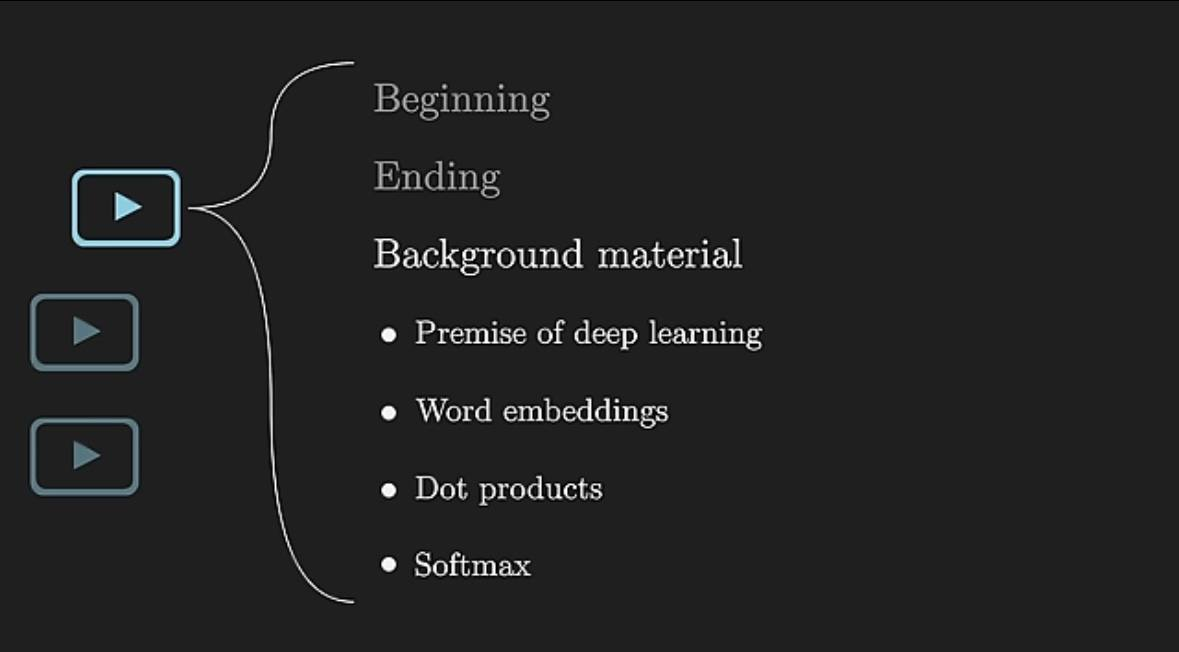 Beginning
Ending
Background material
• Premise of deep learning
• Word embeddings
• Dot products
• Softmax